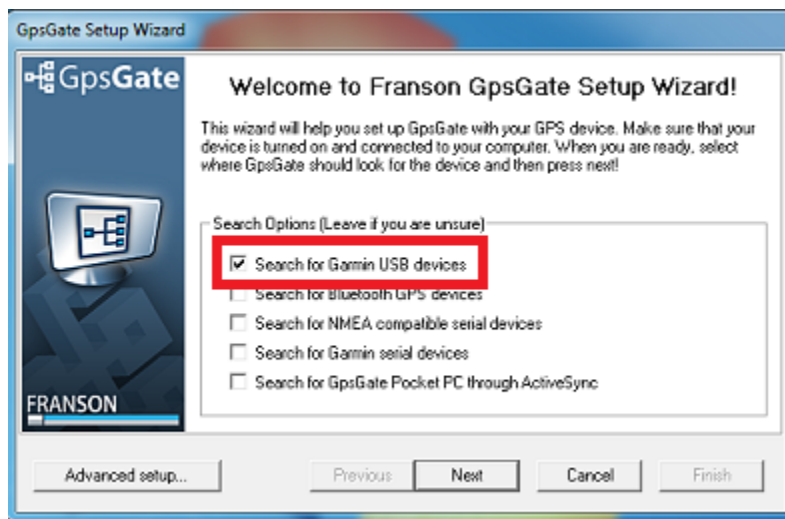 GpsGate Setup Wizard
GpsGate
Welcome to Franson GpsGate Setup Wizard!
This wizard will help you set up GpsGate with your GPS device. Make sure that your
device is turned on and connected to your computer. When you are ready, select
where GpsGate should look for the device and then press next!
Search Options (Leave if you are unsure)
Search for Garmin USB devices
Search for Bluetooth GPS devices
Search for NMEA compatible serial devices
Search for Garmin serial devices
Search for GpsGate Pocket PC through ActiveSync
FRANSON
Advanced setup...
Previous
Next
Cancel
Finish